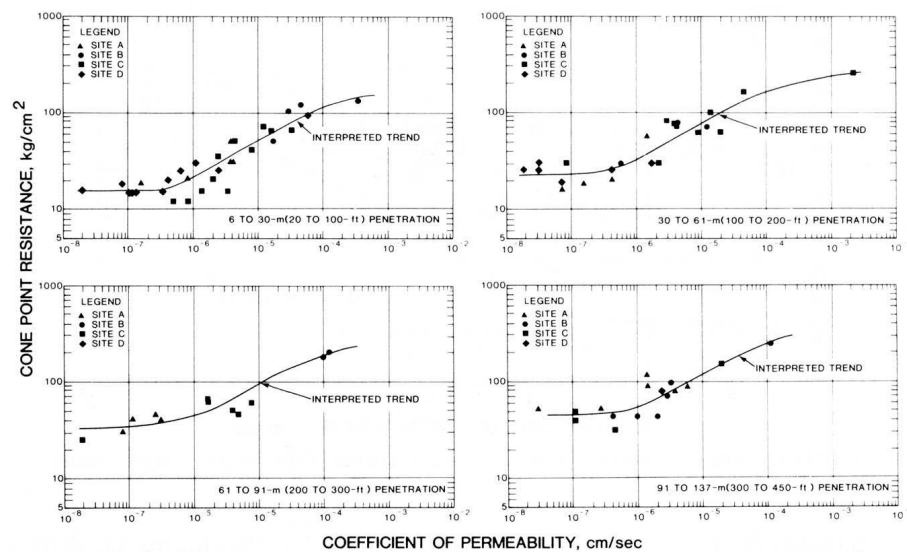 CONE POINT RESISTANCE, kg/cm²
1000
100
10
5
LEGEND
▲ SITE A
● SITE B
■ SITE C
◆ SITE D
INTERPRETED TREND
6 TO 30-m(20 TO 100-ft) PENETRATION
10⁻⁸ 10⁻⁷ 10⁻⁶ 10⁻⁵ 10⁻⁴ 10⁻³ 10⁻²
1000
100
10
5
LEGEND
▲ SITE A
● SITE B
■ SITE C
◆ SITE D
INTERPRETED TREND
30 TO 61-m(100 TO 200-ft) PENETRATION
10⁻⁸ 10⁻⁷ 10⁻⁶ 10⁻⁵ 10⁻⁴ 10⁻³ 10⁻²
1000
100
10
5
LEGEND
▲ SITE A
● SITE B
■ SITE C
◆ SITE D
INTERPRETED TREND
61 TO 91-m (200 TO 300-ft) PENETRATION
10⁻⁸ 10⁻⁷ 10⁻⁶ 10⁻⁵ 10⁻⁴ 10⁻³ 10⁻²
1000
100
10
5
LEGEND
▲ SITE A
● SITE B
■ SITE C
◆ SITE D
INTERPRETED TREND
91 TO 137-m(300 TO 450-ft) PENETRATION
10⁻⁸ 10⁻⁷ 10⁻⁶ 10⁻⁵ 10⁻⁴ 10⁻³ 10⁻²
COEFFICIENT OF PERMEABILITY, cm/sec